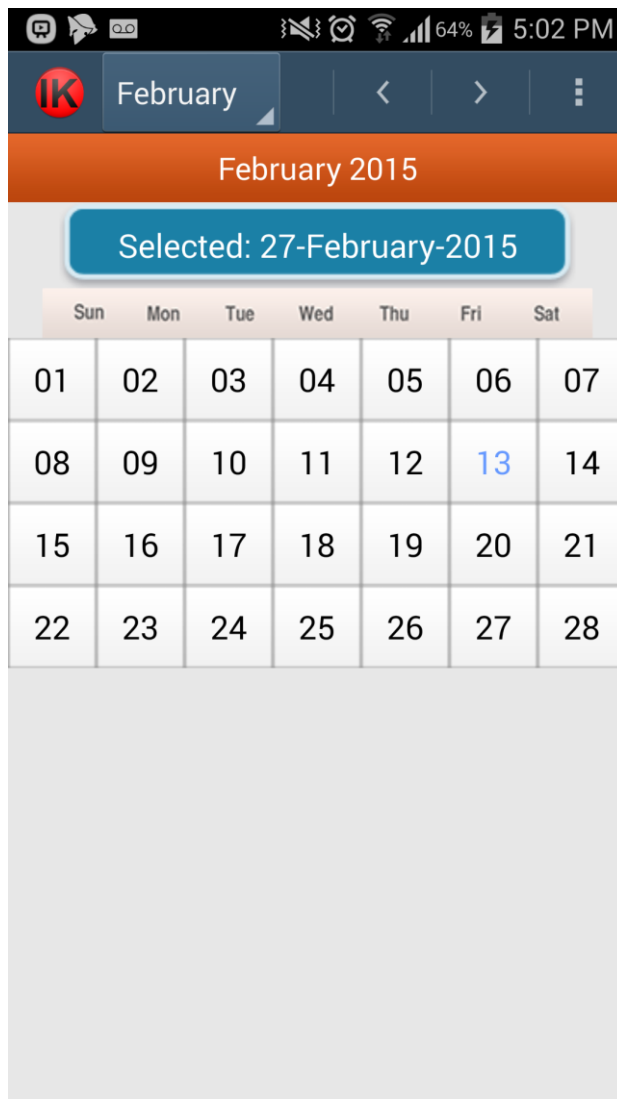 64% 5:02 PM
IK February < >
February 2015
Selected: 27-February-2015
Sun Mon Tue Wed Thu Fri Sat
01 02 03 04 05 06 07
08 09 10 11 12 13 14
15 16 17 18 19 20 21
22 23 24 25 26 27 28